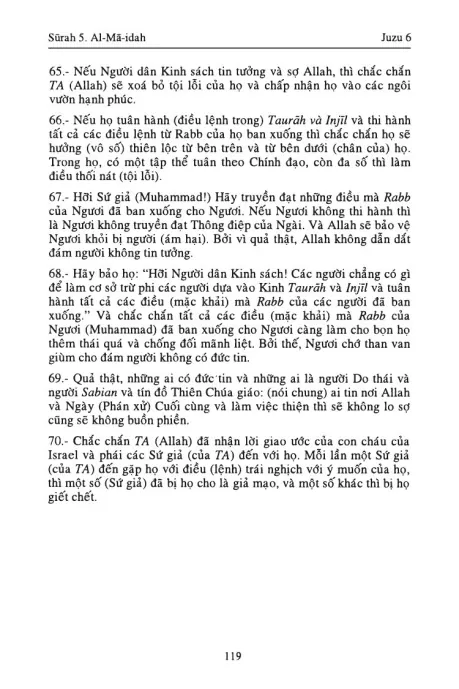 Sūrah 5. Al-Mā-idah Juzu 6
65.- Nếu Người dân Kinh sách tin tưởng và sợ Allah, thì chắc chắn
TA (Allah) sẽ xoá bỏ tội lỗi của họ và chấp nhận họ vào các ngôi
vườn hạnh phúc.
66.- Nếu họ tuân hành (điều lệnh trong) Taurāh và Injīl và thi hành
tất cả các điều lệnh từ Rabb của họ ban xuống thì chắc chắn họ sẽ
hưởng (vô số) thiên lộc từ bên trên và từ bên dưới (chân của) họ.
Trong họ, có một tập thể tuân theo Chính đạo, còn đa số thì làm
điều thối nát (tội lỗi).
67.- Hỡi Sứ giả (Muhammad!) Hãy truyền đạt những điều mà Rabb
của Ngươi đã ban xuống cho Ngươi. Nếu Ngươi không thi hành thì
là Ngươi không truyền đạt Thông điệp của Ngài. Và Allah sẽ bảo vệ
Ngươi khỏi bị người (ám hại). Bởi vì quả thật, Allah không dẫn dắt
đám người không tin tưởng.
68.- Hãy bảo họ: “Hỡi Người dân Kinh sách! Các người chẳng có gì
để làm cơ sở trừ phi các người dựa vào Kinh Taurāh và Injīl và tuân
hành tất cả các điều (mặc khải) mà Rabb của các người đã ban
xuống.” Và chắc chắn tất cả các điều (mặc khải) mà Rabb của
Ngươi (Muhammad) đã ban xuống cho Ngươi càng làm cho bọn họ
thêm thái quá và chống đối mãnh liệt. Bởi thế, Ngươi chớ than van
giùm cho đám người không có đức tin.
69.- Quả thật, những ai có đức tin và những ai là người Do thái và
người Sabian và tín đồ Thiên Chúa giáo: (nói chung) ai tin nơi Allah
và Ngày (Phán xử) Cuối cùng và làm việc thiện thì sẽ không lo sợ
cũng sẽ không buồn phiền.
70.- Chắc chắn TA (Allah) đã nhận lời giao ước của con cháu của
Israel và phái các Sứ giả (của TA) đến với họ. Mỗi lần một Sứ giả
(của TA) đến gặp họ với điều (lệnh) trái nghịch với ý muốn của họ,
thì một số (Sứ giả) đã bị họ cho là giả mạo, và một số khác thì bị họ
giết chết.
119